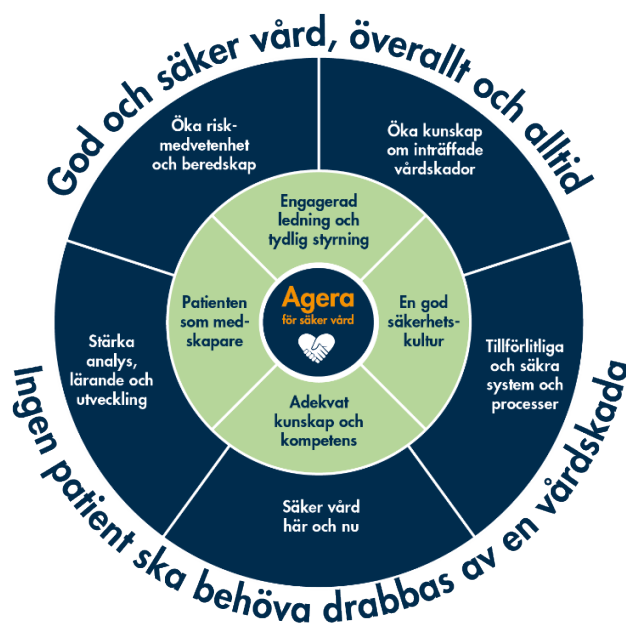 God och säker vård, överallt och alltid
Öka risk-
medvetenhet
och beredskap
Öka kunskap
om inträffade
vårdskador
Engagerad
ledning och
tydlig styrning
Patienten
som med-
skapare
Agera
för säker vård
En god
säkerhets-
kultur
Stärka
analys,
lärande och
utveckling
Tillförlitliga
och säkra
system och
processer
Adekvat
kunskap och
kompetens
Säker vård
här och nu
Ingen patient ska behöva drabbas av en vårdskada